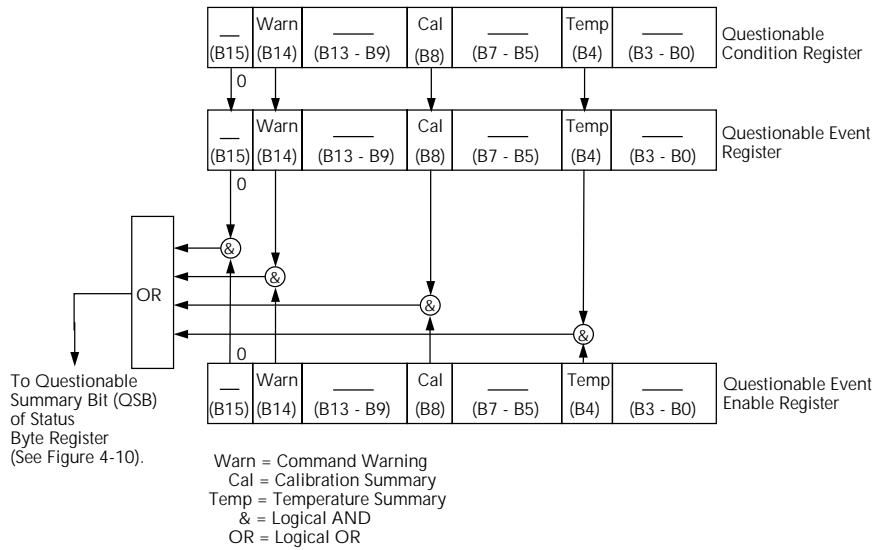 Warn Cal Temp
(B15) (B14) (B13 - B9) (B8) (B7 - B5) (B4) (B3 - B0)
Questionable
Condition Register
0
Warn Cal Temp
(B15) (B14) (B13 - B9) (B8) (B7 - B5) (B4) (B3 - B0)
Questionable Event
Register
0
&
&
&
&
OR
0
Warn Cal Temp
(B15) (B14) (B13 - B9) (B8) (B7 - B5) (B4) (B3 - B0)
Questionable Event
Enable Register
To Questionable
Summary Bit (QSB)
of Status
Byte Register
(See Figure 4-10).
Warn = Command Warning
Cal = Calibration Summary
Temp = Temperature Summary
& = Logical AND
OR = Logical OR